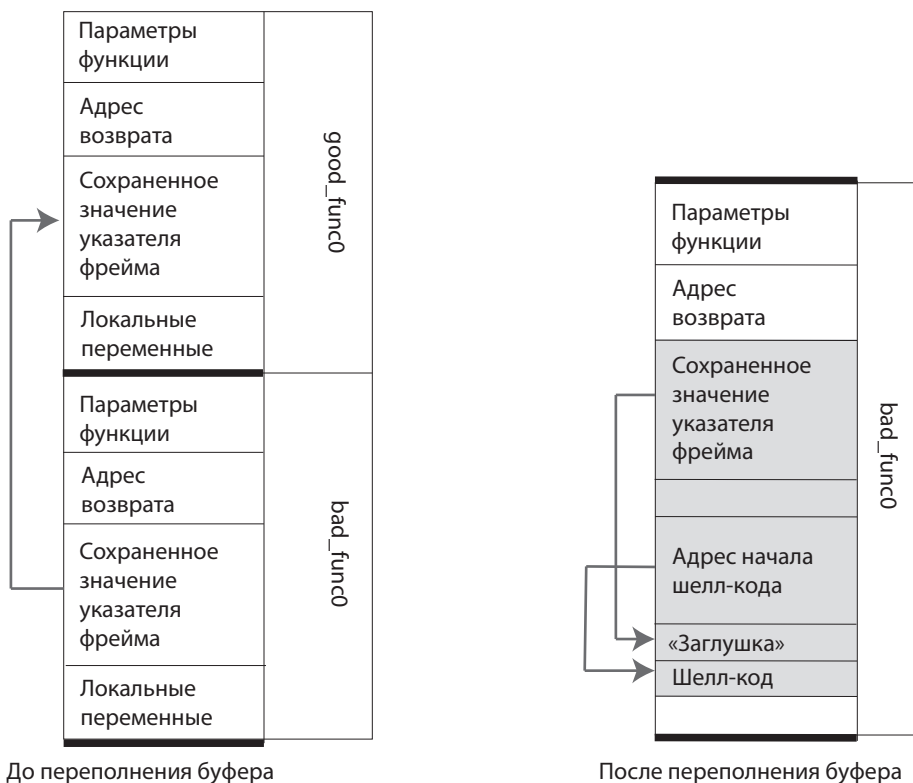 Параметры
функции
Адрес
возврата
Сохраненное
значение
указателя
фрейма
Локальные
переменные
good_func0
Параметры
функции
Адрес
возврата
Сохраненное
значение
указателя
фрейма
Локальные
переменные
bad_func0
До переполнения буфера
Параметры
функции
Адрес
возврата
Сохраненное
значение
указателя
фрейма
Адрес начала
шелл-кода
«Заглушка»
Шелл-код
bad_func0
После переполнения буфера